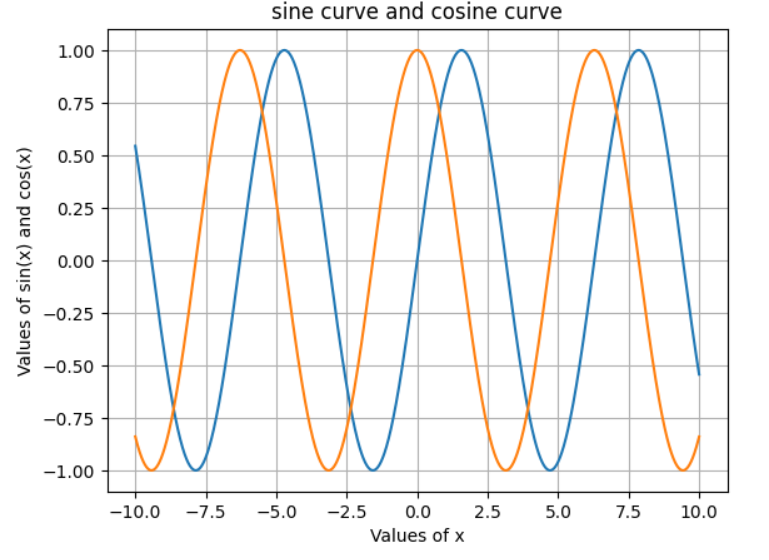 sine curve and cosine curve
1.00
0.75
0.50
0.25
0.00
−0.25
−0.50
−0.75
−1.00
Values of sin(x) and cos(x)
−10.0 −7.5 −5.0 −2.5 0.0 2.5 5.0 7.5 10.0
Values of x